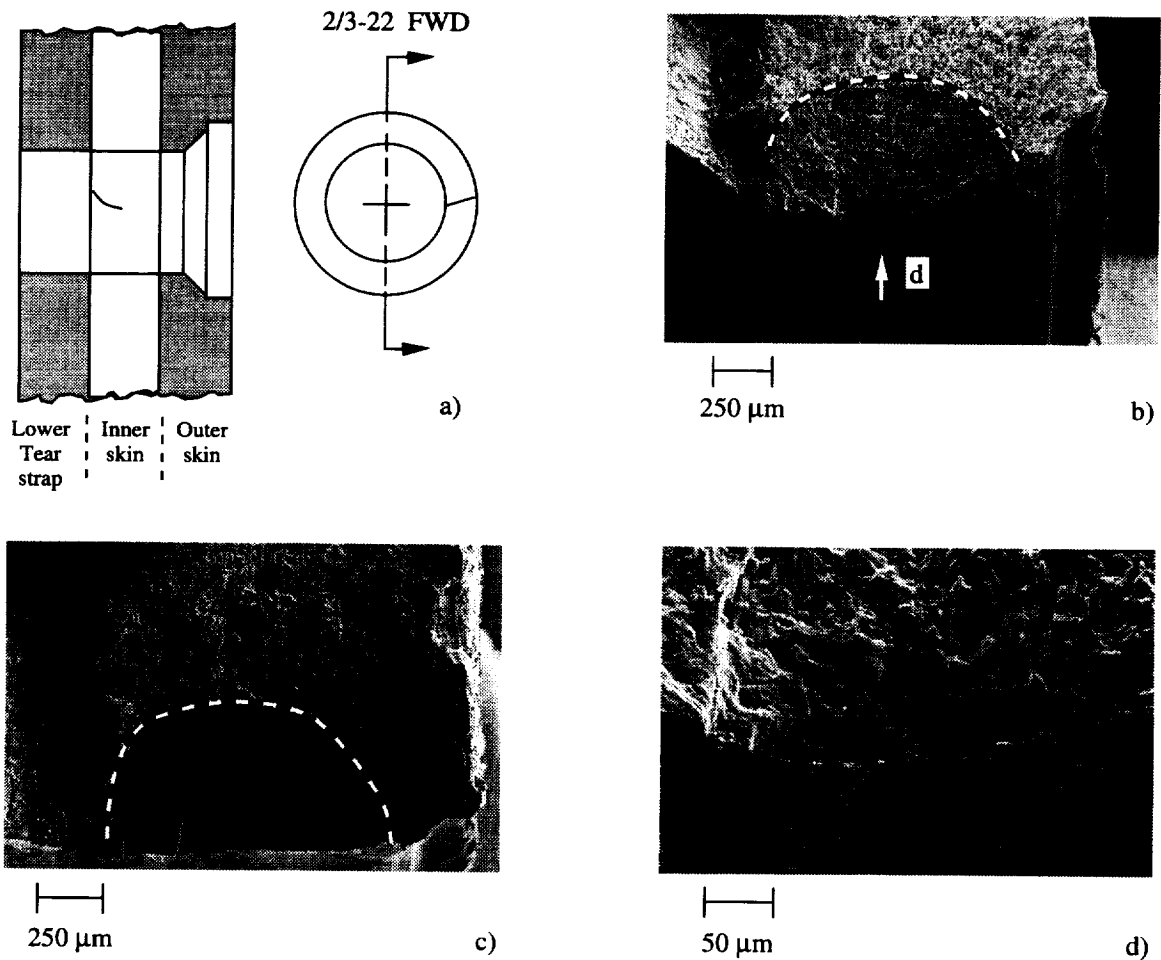 2/3-22 FWD
Lower Tear strap
Inner skin
Outer skin
a)
d
250 µm
b)
250 µm
c)
50 µm
d)